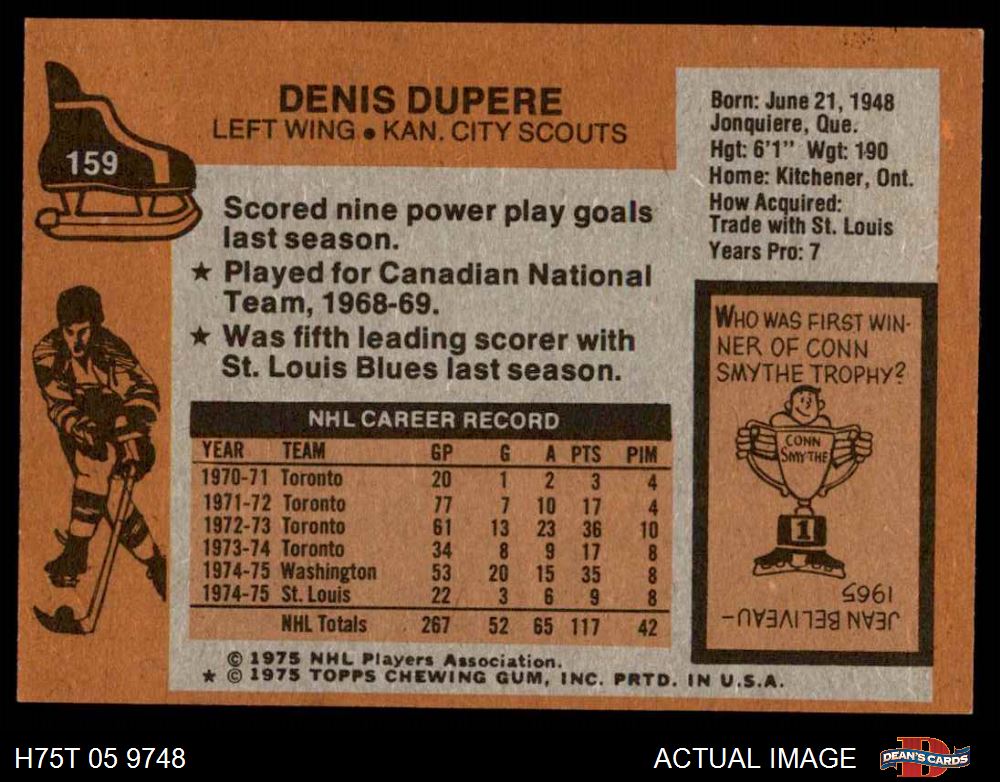 DENIS DUPERE
LEFT WING ● KAN. CITY SCOUTS
159
Born: June 21, 1948
Jonquiere, Que.
Hgt: 6'1" Wgt: 190
Home: Kitchener, Ont.
How Acquired:
Trade with St. Louis
Years Pro: 7
Scored nine power play goals
last season.
★ Played for Canadian National
Team, 1968-69.
★ Was fifth leading scorer with
St. Louis Blues last season.
NHL CAREER RECORD
YEAR TEAM GP G A PTS PIM
1970-71 Toronto 20 1 2 3 4
1971-72 Toronto 77 7 10 17 4
1972-73 Toronto 61 13 23 36 10
1973-74 Toronto 34 8 9 17 8
1974-75 Washington 53 20 15 35 8
1974-75 St. Louis 22 3 6 9 8
NHL Totals 267 52 65 117 42
WHO WAS FIRST WIN-
NER OF CONN
SMYTHE TROPHY?
CONN
SMYTHE
1
JEAN BELIVEAU-
1965
© 1975 NHL Players Association.
★ © 1975 TOPPS CHEWING GUM, INC. PRTD. IN U.S.A.
H75T 05 9748
ACTUAL IMAGE
DEAN'S CARDS